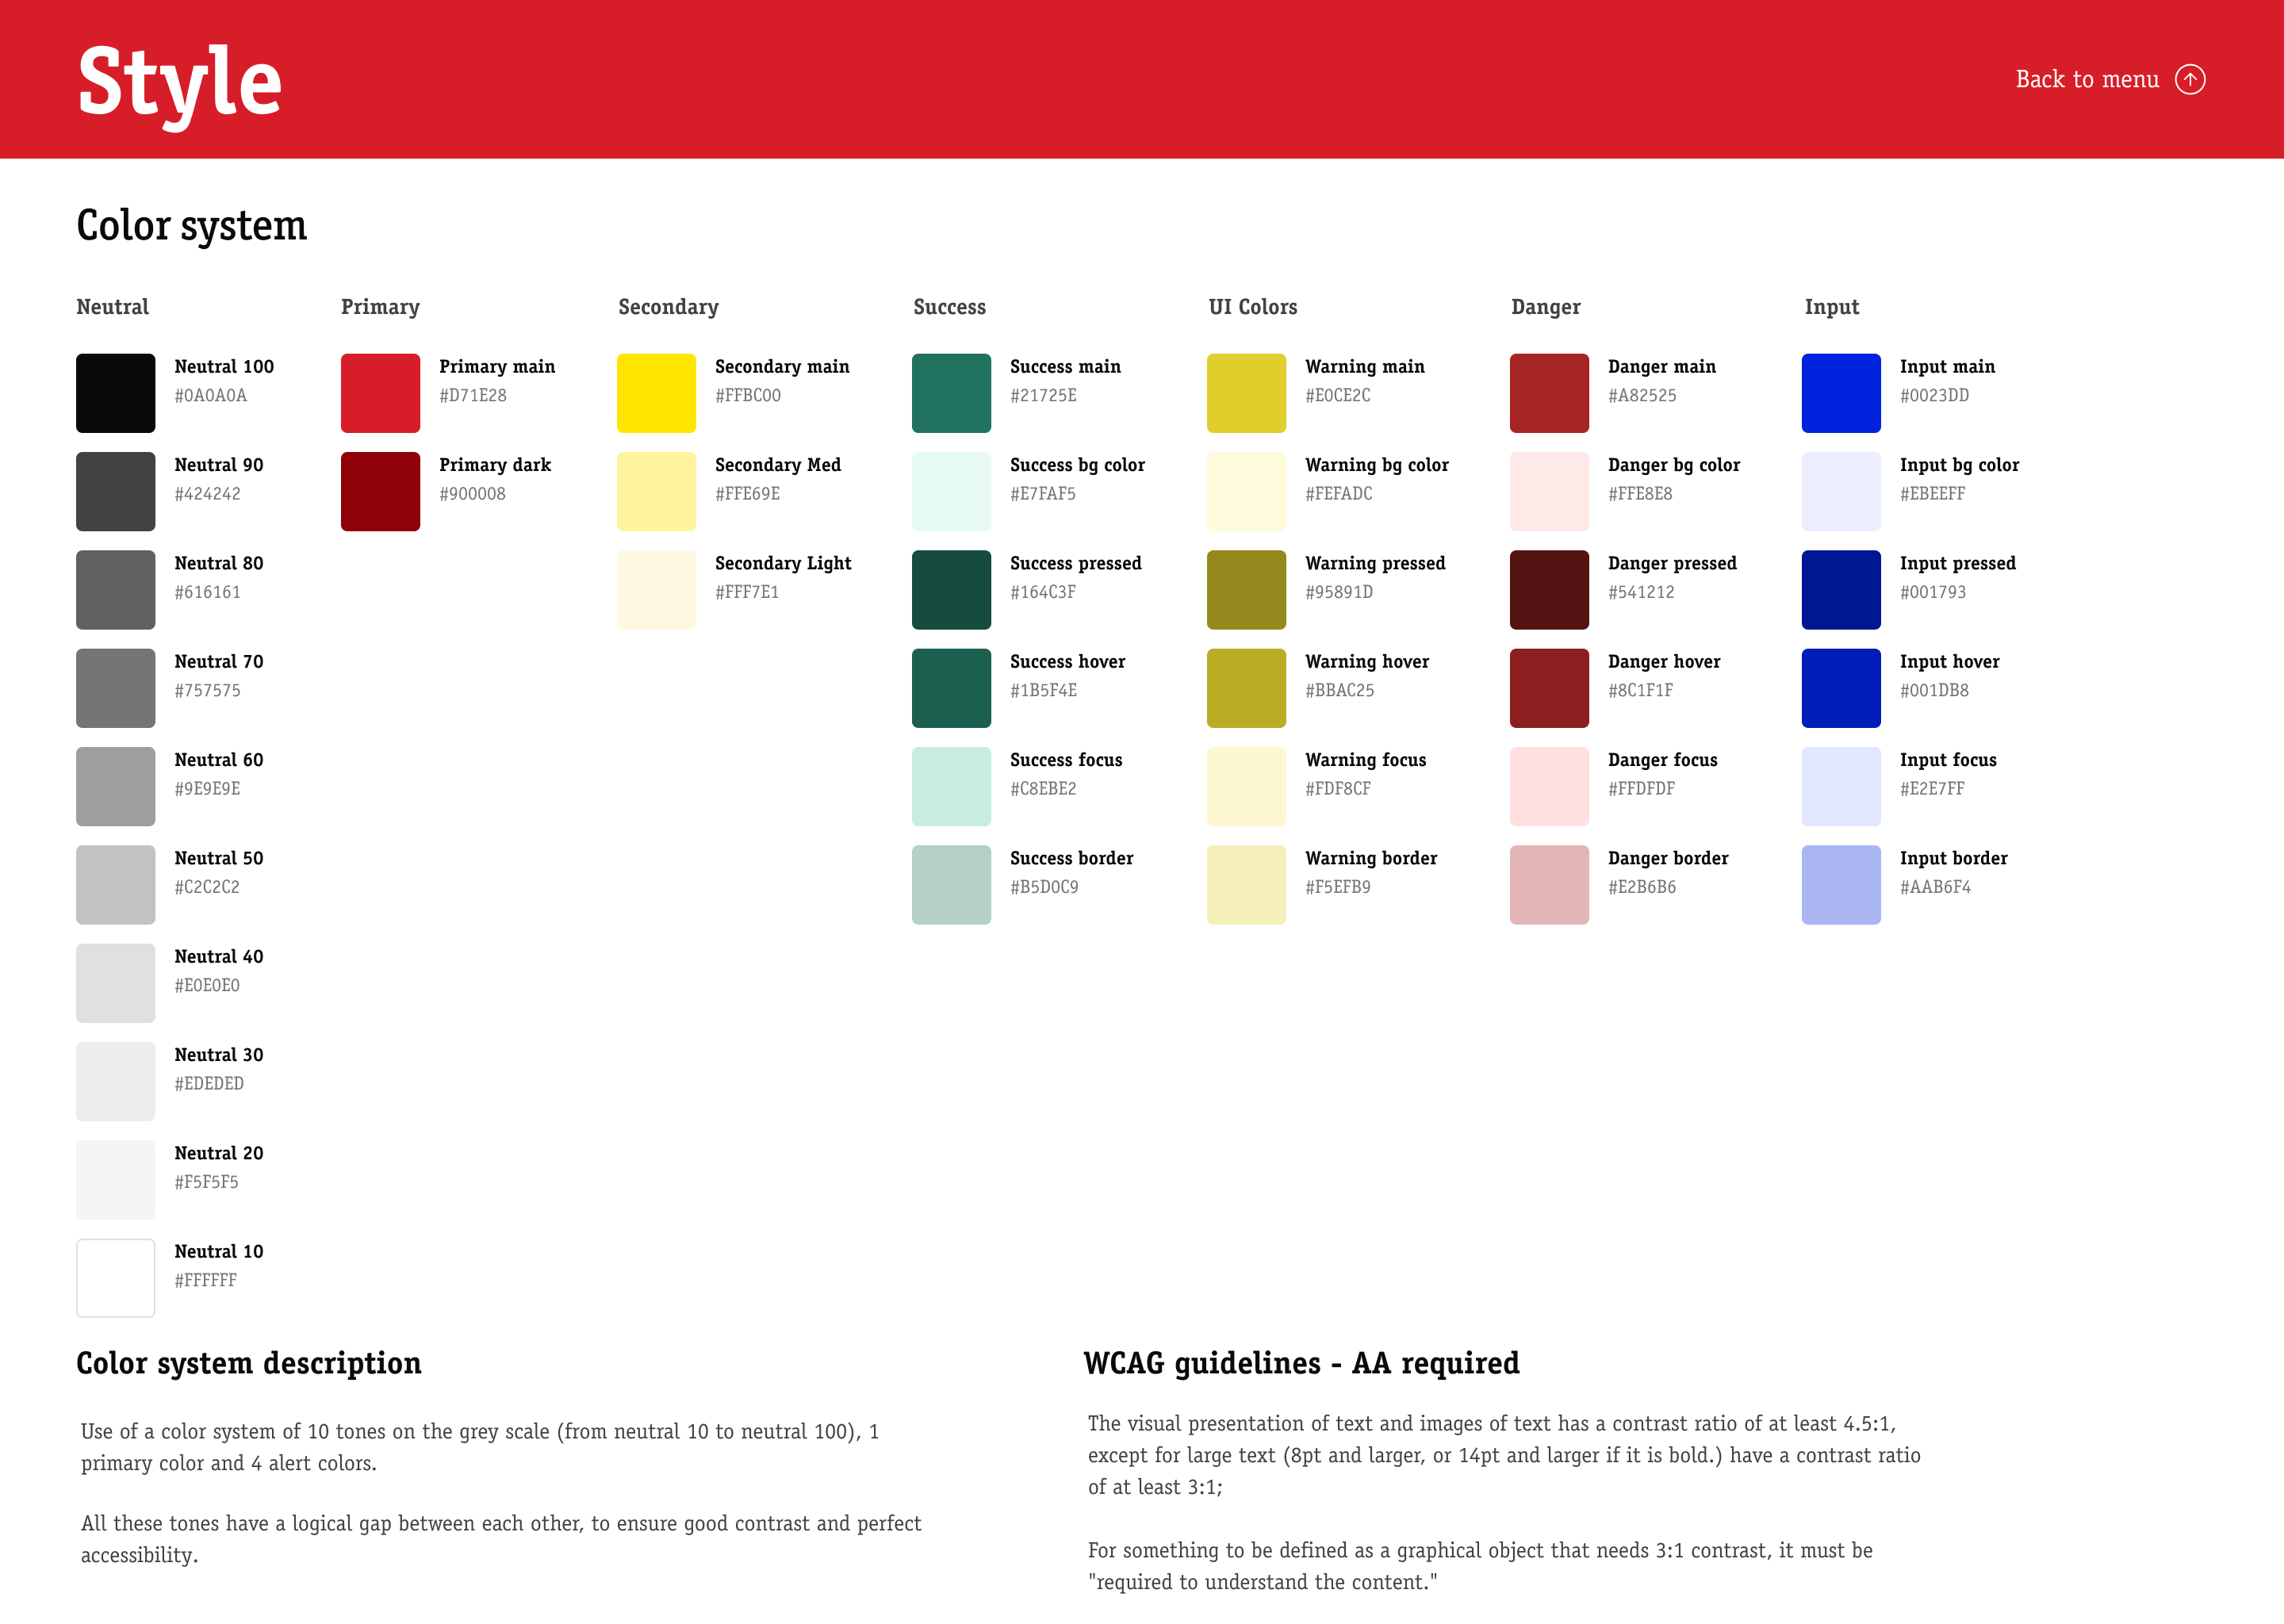 Style
Back to menu
Color system
Neutral
Neutral 100
#0A0A0A
Neutral 90
#424242
Neutral 80
#616161
Neutral 70
#757575
Neutral 60
#9E9E9E
Neutral 50
#C2C2C2
Neutral 40
#E0E0E0
Neutral 30
#EDEDED
Neutral 20
#F5F5F5
Neutral 10
#FFFFFF
Primary
Primary main
#D71E28
Primary dark
#900008
Secondary
Secondary main
#FFBC00
Secondary Med
#FFE69E
Secondary Light
#FFF7E1
Success
Success main
#21725E
Success bg color
#E7FAF5
Success pressed
#164C3F
Success hover
#1B5F4E
Success focus
#C8EBE2
Success border
#B5D0C9
UI Colors
Warning main
#E0CE2C
Warning bg color
#FEFADC
Warning pressed
#95891D
Warning hover
#BBAC25
Warning focus
#FDF8CF
Warning border
#F5EFB9
Danger
Danger main
#A82525
Danger bg color
#FFE8E8
Danger pressed
#541212
Danger hover
#8C1F1F
Danger focus
#FFDFDF
Danger border
#E2B6B6
Input
Input main
#0023DD
Input bg color
#EBEEFF
Input pressed
#001793
Input hover
#001DB8
Input focus
#E2E7FF
Input border
#AAB6F4
Color system description
Use of a color system of 10 tones on the grey scale (from neutral 10 to neutral 100), 1
primary color and 4 alert colors.
All these tones have a logical gap between each other, to ensure good contrast and perfect
accessibility.
WCAG guidelines - AA required
The visual presentation of text and images of text has a contrast ratio of at least 4.5:1,
except for large text (8pt and larger, or 14pt and larger if it is bold.) have a contrast ratio
of at least 3:1;
For something to be defined as a graphical object that needs 3:1 contrast, it must be
"required to understand the content."